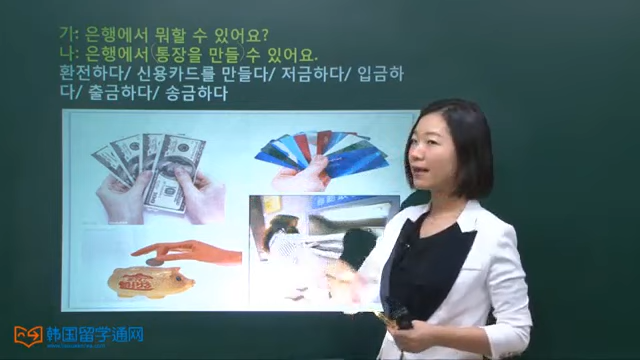 가: 은행에서 뭐할 수 있어요?
나: 은행에서(통장을 만들)수 있어요.
환전하다/ 신용카드를 만들다/ 저금하다/ 입금하
다/ 출금하다/ 송금하다
韩国留学通网